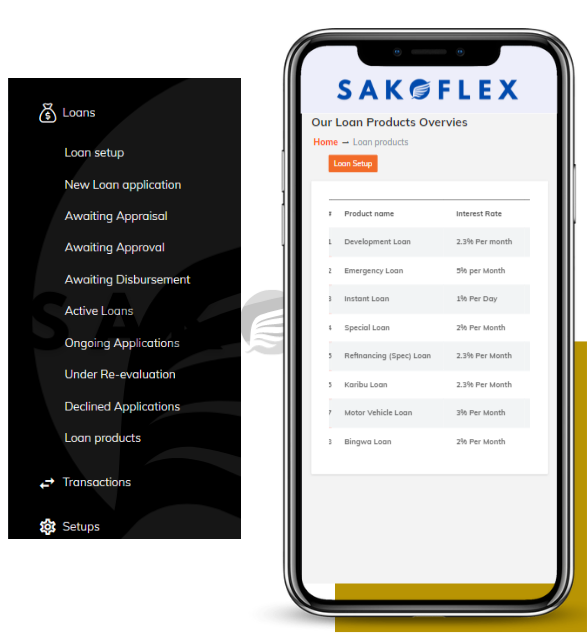 Loans
Loan setup
New Loan application
Awaiting Appraisal
Awaiting Approval
Awaiting Disbursement
Active Loans
Ongoing Applications
Under Re-evaluation
Declined Applications
Loan products
Transactions
Setups
SAKOFLEX
Our Loan Products Overvies
Home → Loan products
Loan Setup
# Product name Interest Rate
1 Development Loan 2.3% Per month
2 Emergency Loan 5% per Month
3 Instant Loan 1% Per Day
4 Special Loan 2% Per Month
5 Refinancing (Spec) Loan 2.3% Per Month
6 Karibu Loan 2.3% Per Month
7 Motor Vehicle Loan 3% Per Month
8 Bingwa Loan 2% Per Month